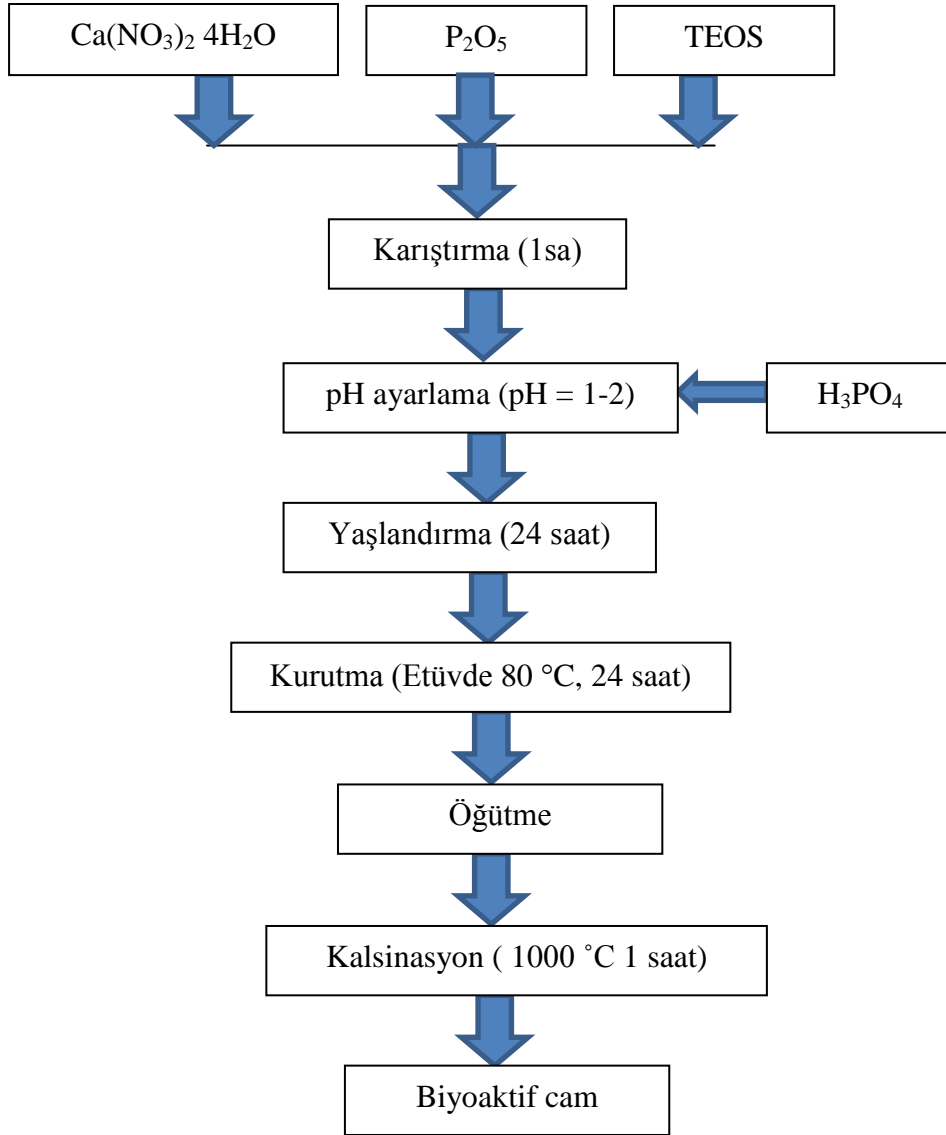 Ca(NO₃)₂ 4H₂O
P₂O₅
TEOS
Karıştırma (1sa)
pH ayarlama (pH = 1-2)
H₃PO₄
Yaşlandırma (24 saat)
Kurutma (Etüvde 80 °C, 24 saat)
Öğütme
Kalsinasyon ( 1000 ˚C 1 saat)
Biyoaktif cam